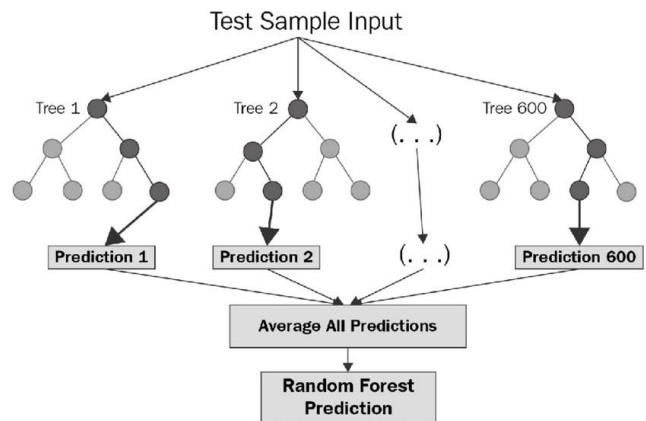 Test Sample Input
Tree 1
Tree 2
(. . .)
Tree 600
Prediction 1
Prediction 2
(. . .)
Prediction 600
Average All Predictions
Random Forest
Prediction